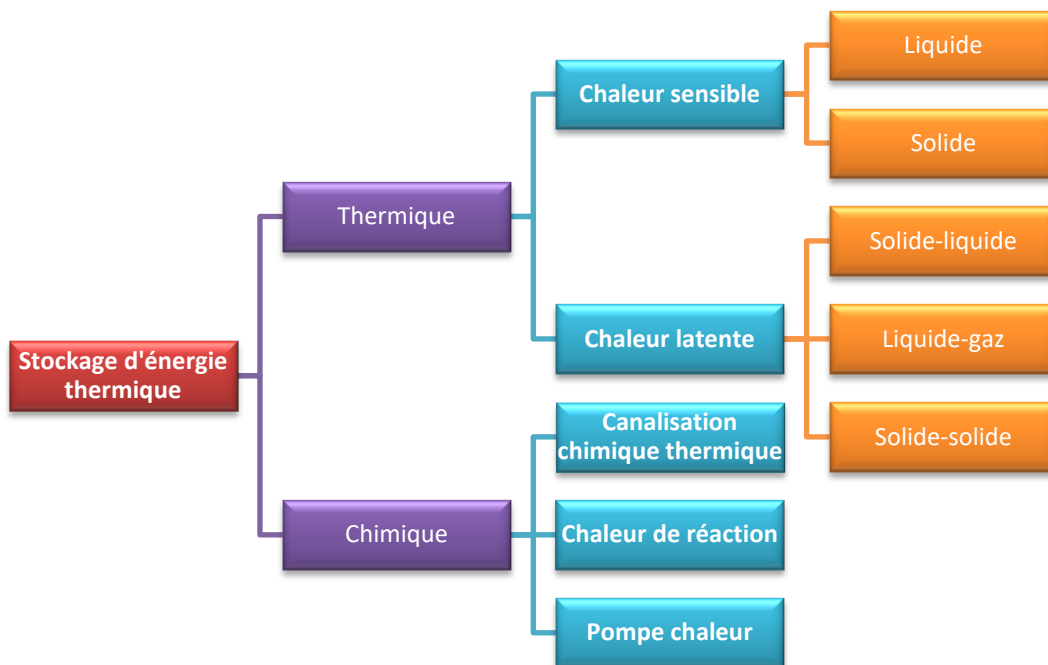 Stockage d'énergie
thermique
Thermique
Chaleur sensible
Liquide
Solide
Chaleur latente
Solide-liquide
Liquide-gaz
Solide-solide
Chimique
Canalisation
chimique thermique
Chaleur de réaction
Pompe chaleur